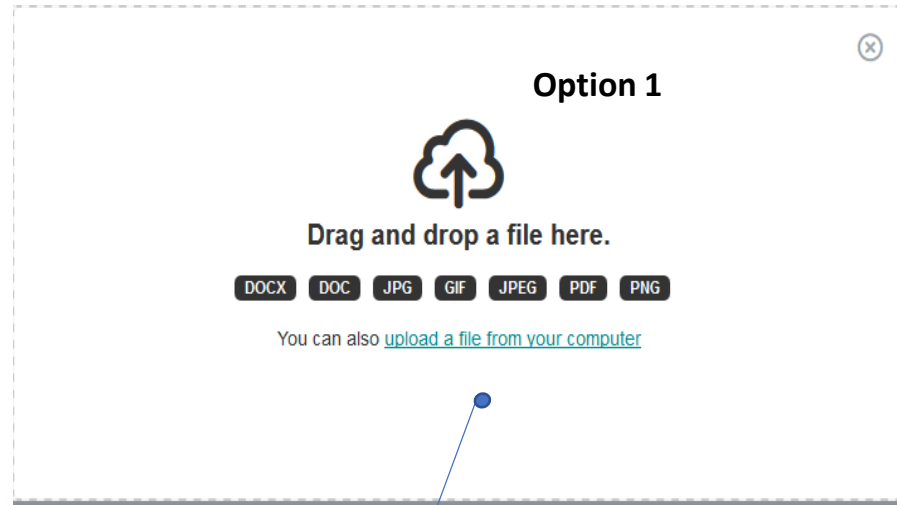 Option 1
Drag and drop a file here.
DOCX DOC JPG GIF JPEG PDF PNG
You can also upload a file from your computer